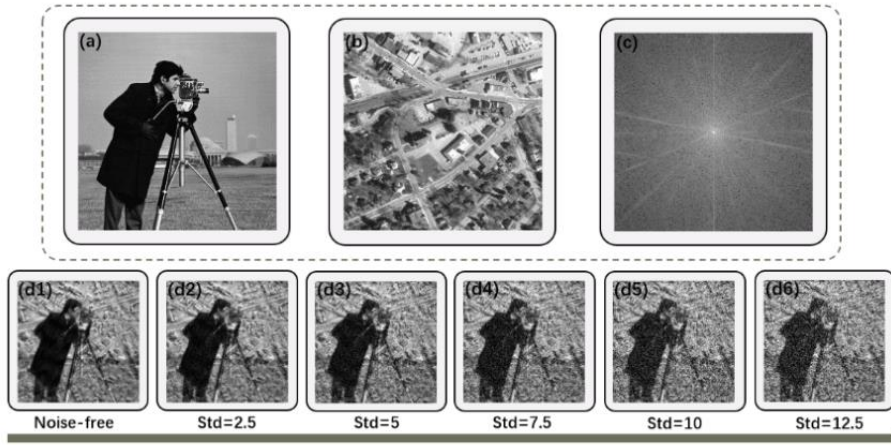 (a) (b) (c)
(d1) (d2) (d3) (d4) (d5) (d6)
Noise-free Std=2.5 Std=5 Std=7.5 Std=10 Std=12.5